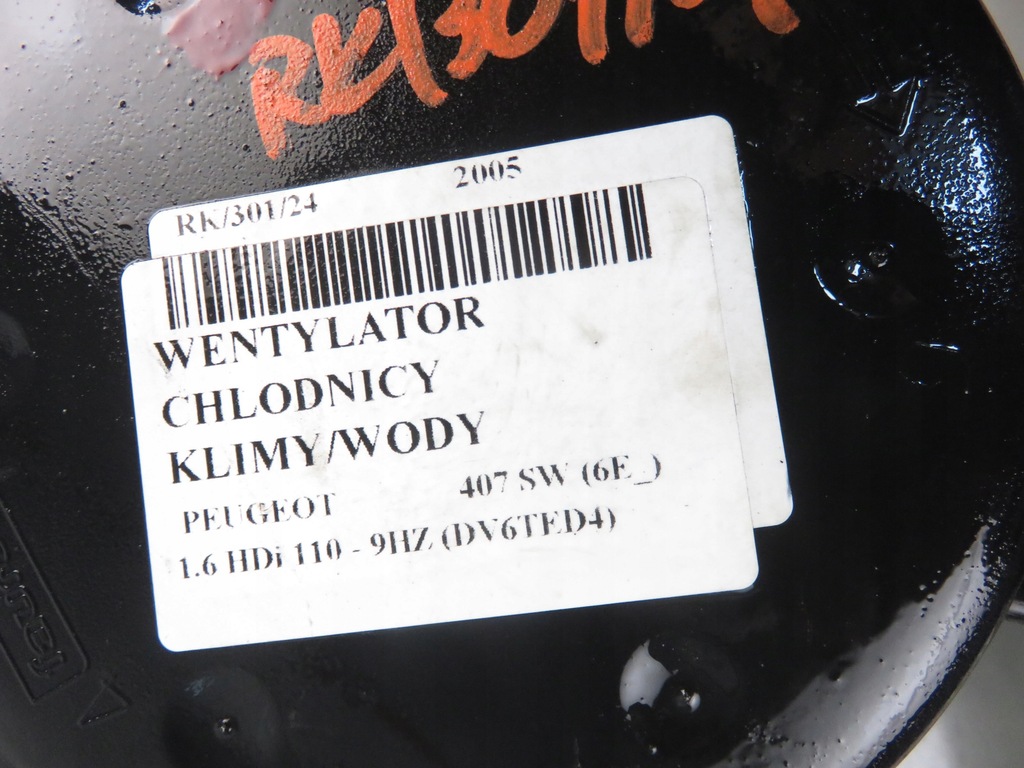 RK/301/24 2005
WENTYLATOR
CHLODNICY
KLIMY/WODY
PEUGEOT 407 SW (6E_)
1.6 HDi 110 - 9HZ (DV6TED4)